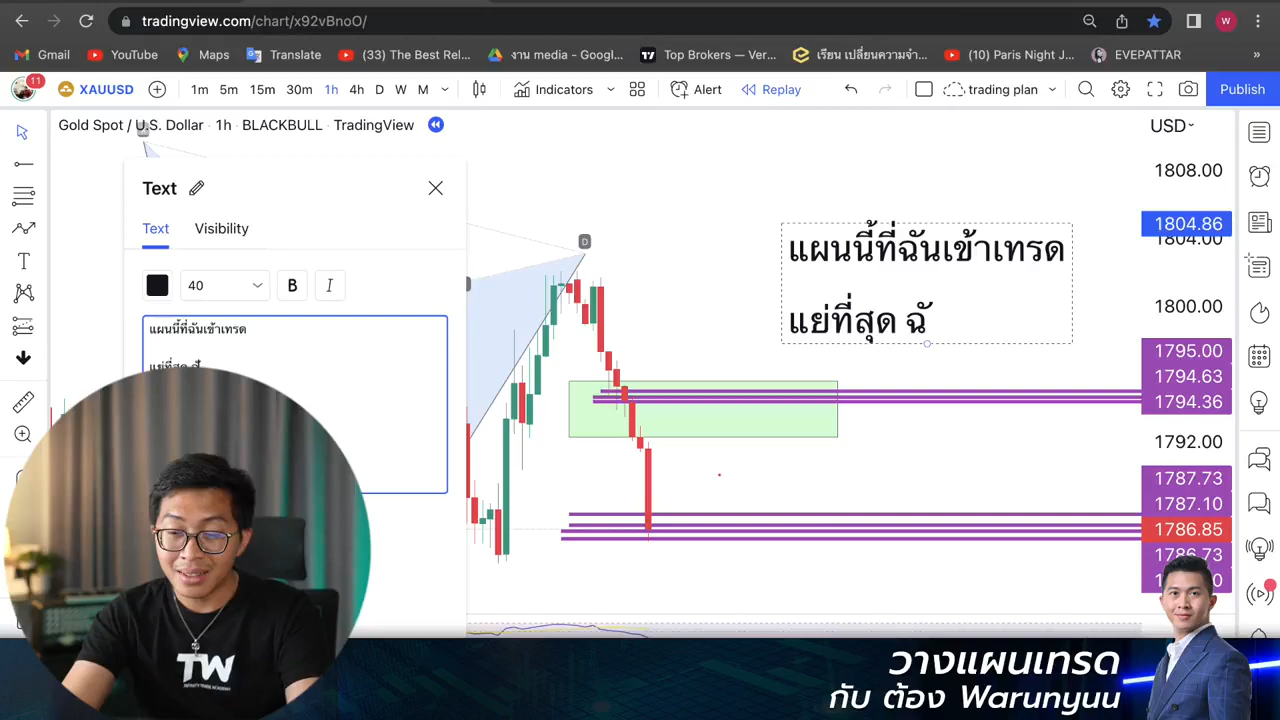 tradingview.com/chart/x92vBnoO/
W
Gmail
YouTube
Maps
Translate
(33) The Best Rel...
งาน media - Googl...
Top Brokers — Ver...
เรียน เปลี่ยนความจำ...
(10) Paris Night J...
EVEPATTAR
»
11
XAUUSD
1m 5m 15m 30m 1h 4h D W M
Indicators
Alert
Replay
trading plan
Publish
Gold Spot / U.S. Dollar · 1h · BLACKBULL · TradingView
USD
1808.00
1804.86
1804.00
1800.00
1795.00
1794.63
1794.36
1792.00
1787.73
1787.10
1786.85
1786.73
Text
Text
Visibility
40
B
I
แผนนี้ที่ฉันเข้าเทรด
แผนนี้ที่ฉันเข้าเทรด
แย่ที่สุด ฉั
D
TW
INFINITY TRADE ACADEMY
วางแผนเทรด
กับ ต้อง Warunyuu